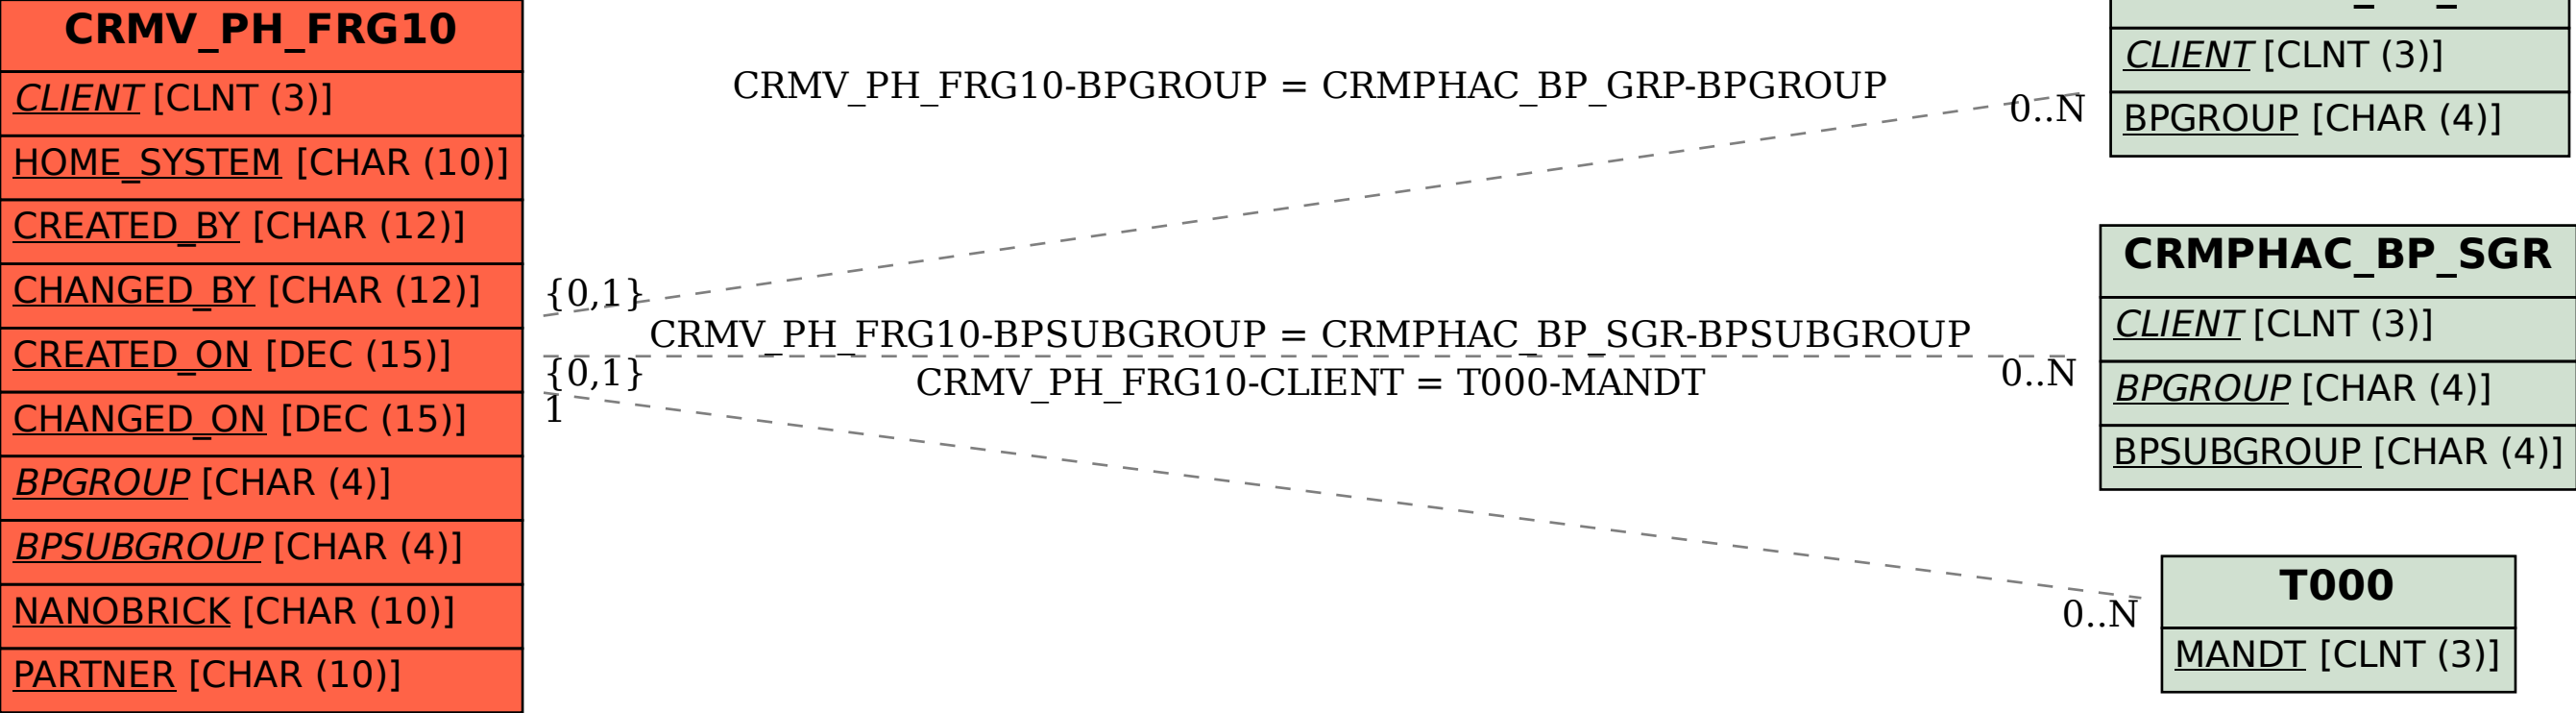 CRMV_PH_FRG10
CLIENT [CLNT (3)]
HOME_SYSTEM [CHAR (10)]
CREATED_BY [CHAR (12)]
CHANGED_BY [CHAR (12)]
CREATED_ON [DEC (15)]
CHANGED_ON [DEC (15)]
BPGROUP [CHAR (4)]
BPSUBGROUP [CHAR (4)]
NANOBRICK [CHAR (10)]
PARTNER [CHAR (10)]
CRMV_PH_FRG10-BPGROUP = CRMPHAC_BP_GRP-BPGROUP
0..N
{0,1}
CRMV_PH_FRG10-BPSUBGROUP = CRMPHAC_BP_SGR-BPSUBGROUP
{0,1}
0..N
CRMV_PH_FRG10-CLIENT = T000-MANDT
1
0..N
CLIENT [CLNT (3)]
BPGROUP [CHAR (4)]
CRMPHAC_BP_SGR
CLIENT [CLNT (3)]
BPGROUP [CHAR (4)]
BPSUBGROUP [CHAR (4)]
T000
MANDT [CLNT (3)]